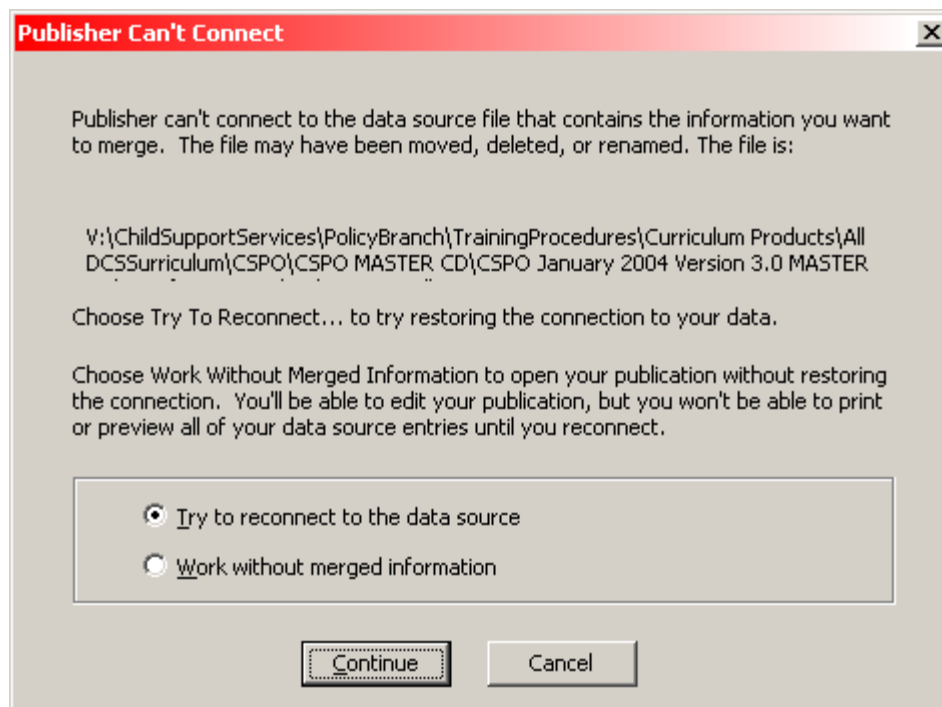 Publisher Can't Connect
Publisher can't connect to the data source file that contains the information you want
to merge. The file may have been moved, deleted, or renamed. The file is:
V:\ChildSupportServices\PolicyBranch\TrainingProcedures\Curriculum Products\All
DCSSurriculum\CSPO\CSPO MASTER CD\CSPO January 2004 Version 3.0 MASTER
Choose Try To Reconnect... to try restoring the connection to your data.
Choose Work Without Merged Information to open your publication without restoring
the connection. You'll be able to edit your publication, but you won't be able to print
or preview all of your data source entries until you reconnect.
Try to reconnect to the data source
Work without merged information
Continue
Cancel